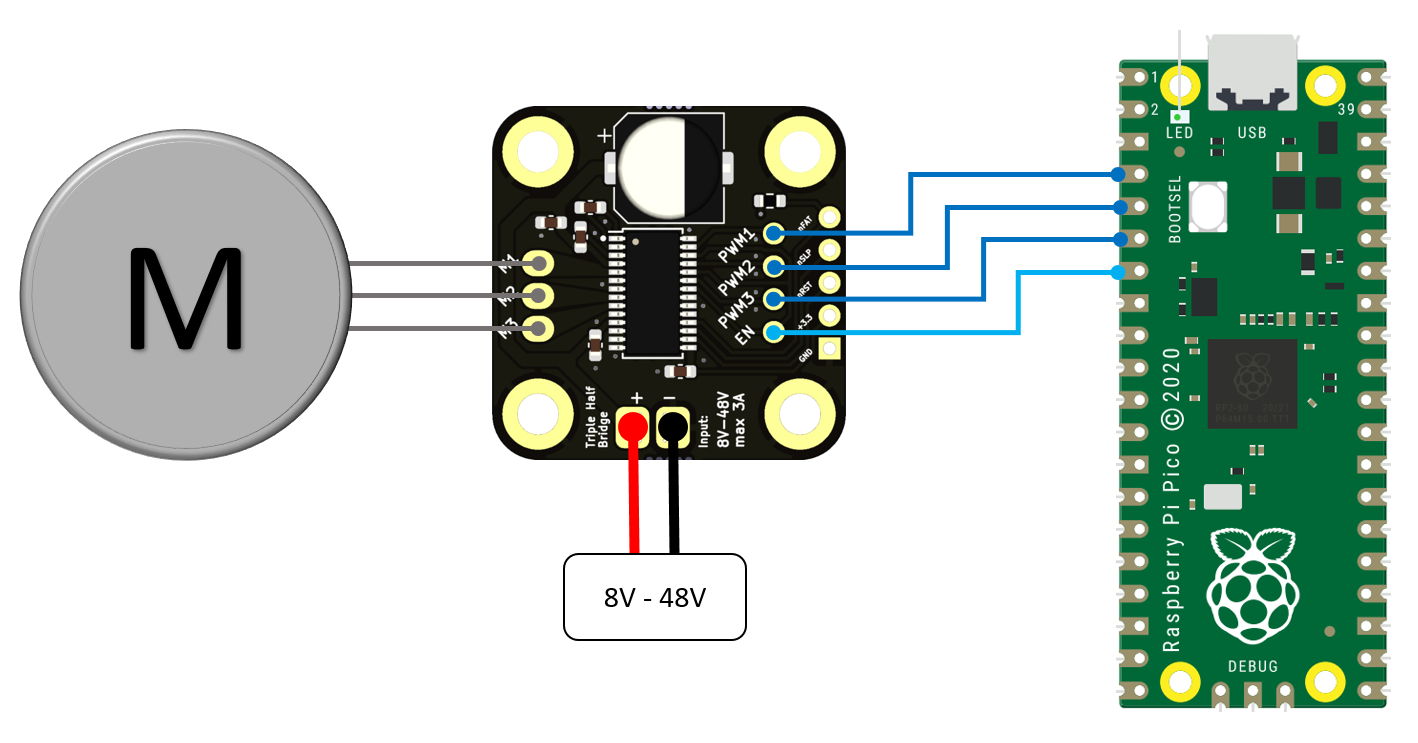 M
M1
M2
M3
+
PWM1
PWM2
PWM3
EN
nFAT
nSLP
nRST
+3.3
GND
Triple Half
Bridge
+
-
Input:
8V-48V
max 3A
8V - 48V
1
2
39
LED
USB
BOOTSEL
Raspberry Pi Pico © 2020
DEBUG